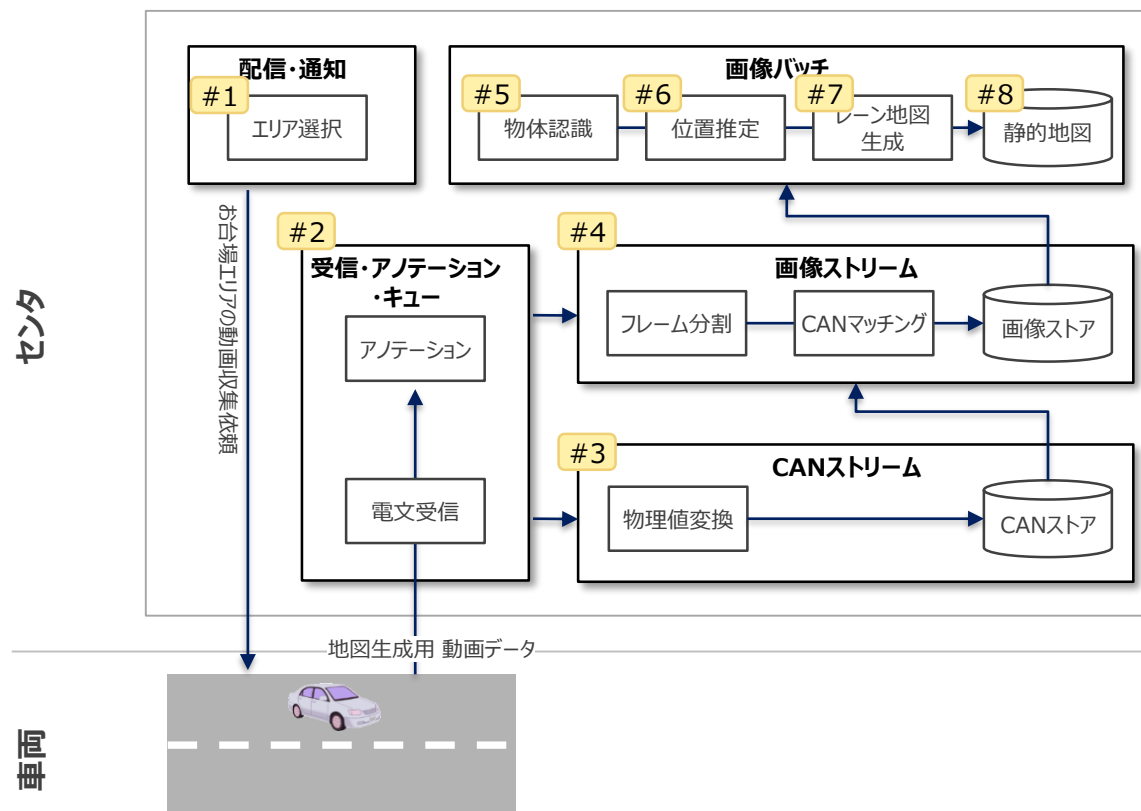 センタ
配信・通知
#1
エリア選択
画像バッチ
#5
物体認識
#6
位置推定
#7
レーン地図
生成
#8
静的地図
お台場エリアの動画収集依頼
#2
受信・アノテーション
・キュー
アノテーション
電文受信
#4
画像ストリーム
フレーム分割
CANマッチング
画像ストア
#3
CANストリーム
物理値変換
CANストア
地図生成用 動画データ
車両